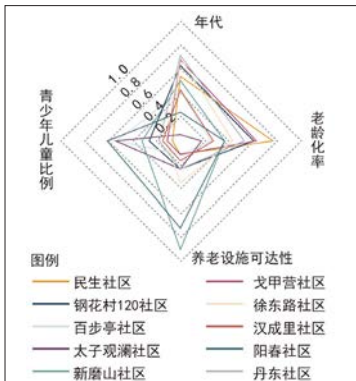 年代
1.0
0.8
0.6
0.4
0.2
青少年儿童比例
老龄化率
养老设施可达性
图例
民生社区
戈甲营社区
钢花村120社区
徐东路社区
百步亭社区
汉成里社区
太子观澜社区
阳春社区
新磨山社区
丹东社区